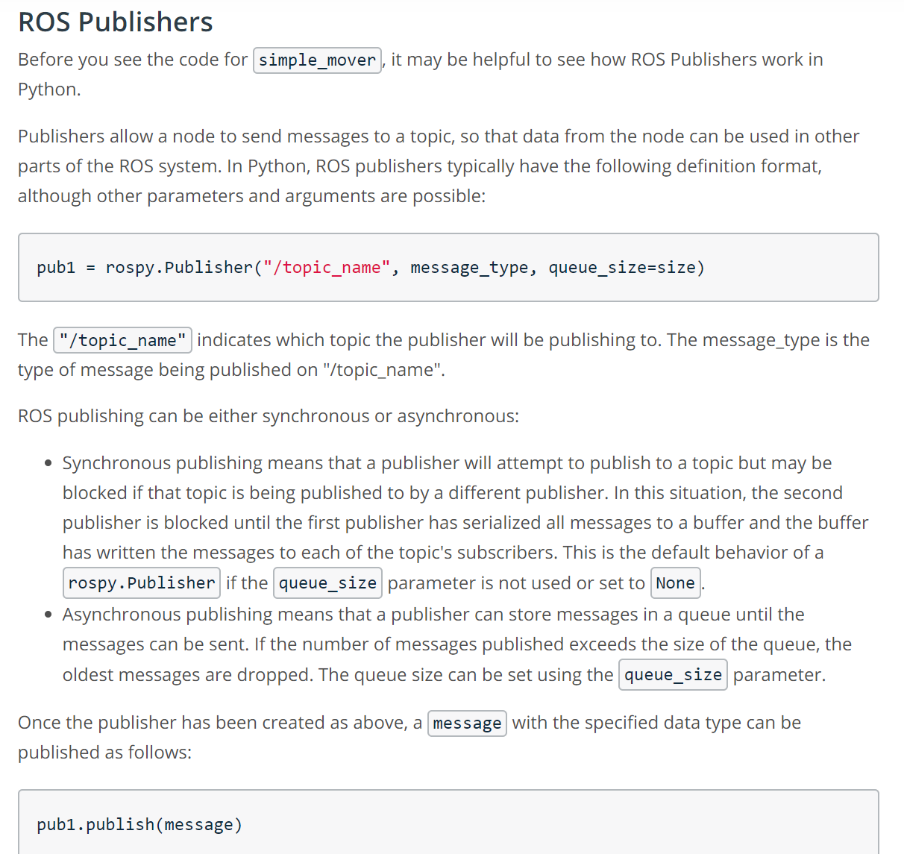 ROS Publishers
Before you see the code for simple_mover, it may be helpful to see how ROS Publishers work in
Python.
Publishers allow a node to send messages to a topic, so that data from the node can be used in other
parts of the ROS system. In Python, ROS publishers typically have the following definition format,
although other parameters and arguments are possible:
pub1 = rospy.Publisher("/topic_name", message_type, queue_size=size)
The "/topic_name" indicates which topic the publisher will be publishing to. The message_type is the
type of message being published on "/topic_name".
ROS publishing can be either synchronous or asynchronous:
• Synchronous publishing means that a publisher will attempt to publish to a topic but may be
blocked if that topic is being published to by a different publisher. In this situation, the second
publisher is blocked until the first publisher has serialized all messages to a buffer and the buffer
has written the messages to each of the topic's subscribers. This is the default behavior of a
rospy.Publisher if the queue_size parameter is not used or set to None.
• Asynchronous publishing means that a publisher can store messages in a queue until the
messages can be sent. If the number of messages published exceeds the size of the queue, the
oldest messages are dropped. The queue size can be set using the queue_size parameter.
Once the publisher has been created as above, a message with the specified data type can be
published as follows:
pub1.publish(message)